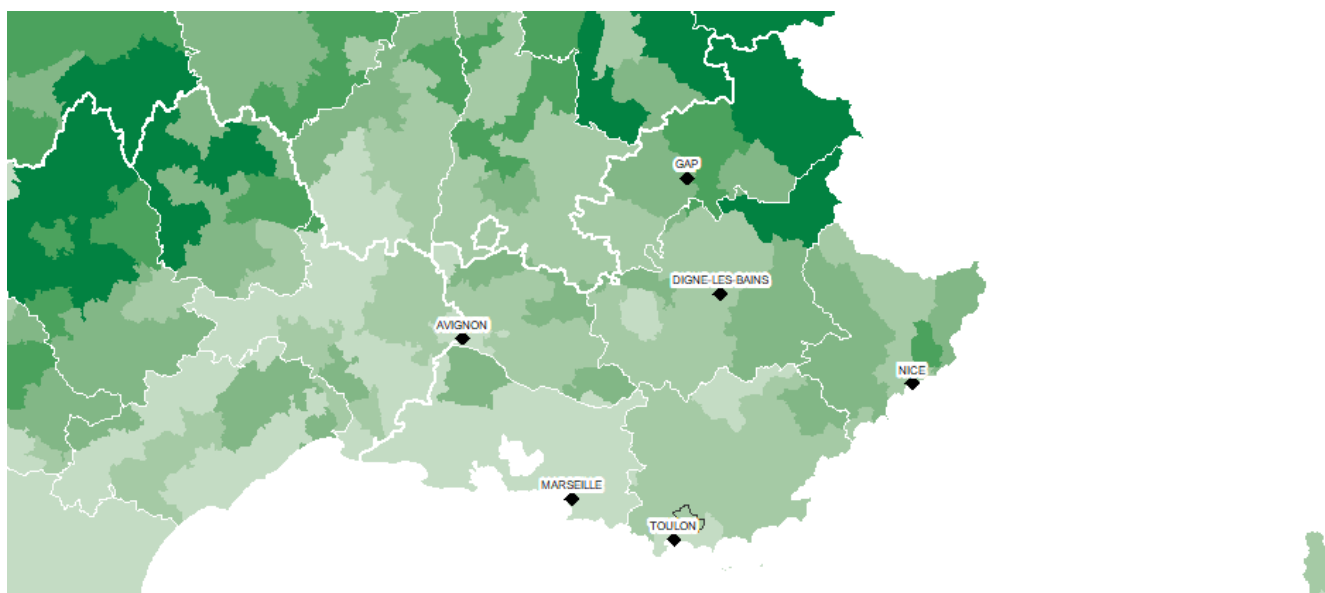 GAP
DIGNE-LES-BAINS
AVIGNON
NICE
MARSEILLE
TOULON